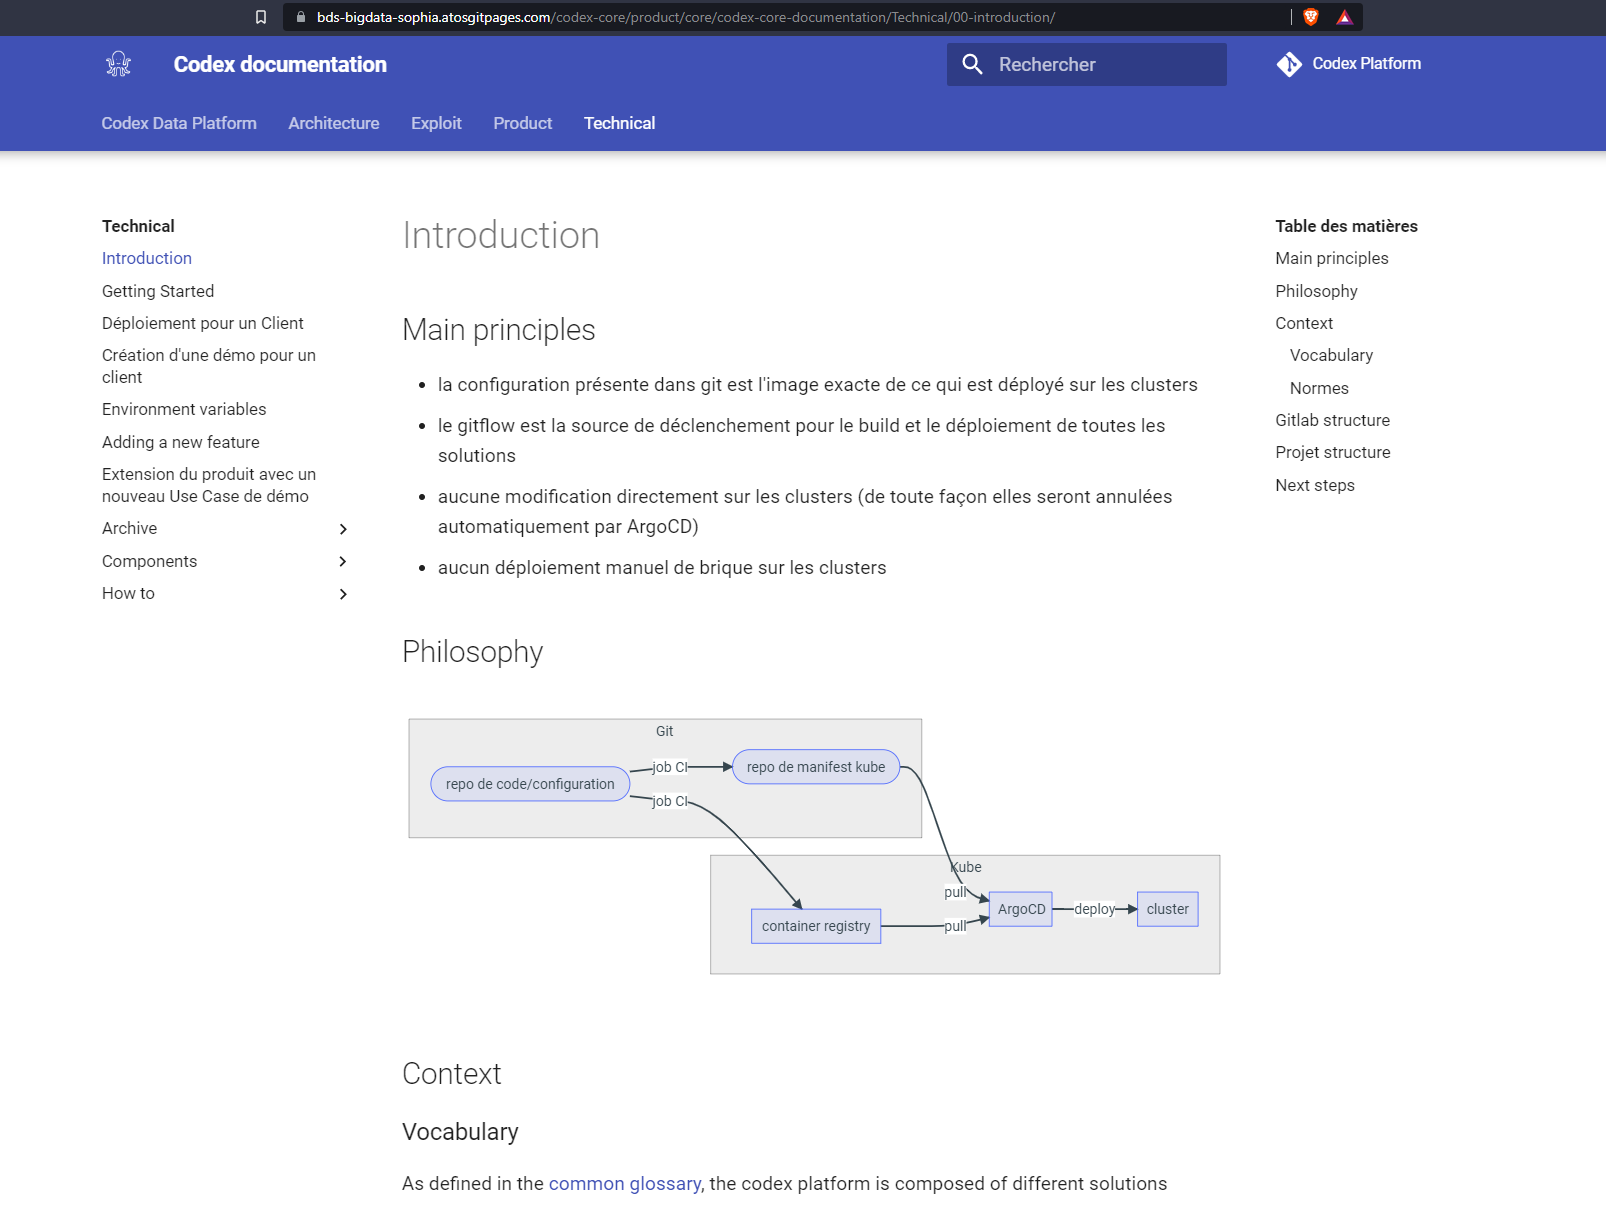 bds-bigdata-sophia.atosgitpages.com/codex-core/product/core/codex-core-documentation/Technical/00-introduction/
Codex documentation
Rechercher
Codex Platform
Codex Data Platform
Architecture
Exploit
Product
Technical
Technical
Introduction
Getting Started
Déploiement pour un Client
Création d'une démo pour un
client
Environment variables
Adding a new feature
Extension du produit avec un
nouveau Use Case de démo
Archive
Components
How to
Introduction
Main principles
la configuration présente dans git est l'image exacte de ce qui est déployé sur les clusters
le gitflow est la source de déclenchement pour le build et le déploiement de toutes les
solutions
aucune modification directement sur les clusters (de toute façon elles seront annulées
automatiquement par ArgoCD)
aucun déploiement manuel de brique sur les clusters
Philosophy
Git
repo de code/configuration
job CI
repo de manifest kube
job CI
Kube
pull
ArgoCD
deploy
cluster
container registry
pull
Context
Vocabulary
As defined in the common glossary, the codex platform is composed of different solutions
Table des matières
Main principles
Philosophy
Context
Vocabulary
Normes
Gitlab structure
Projet structure
Next steps